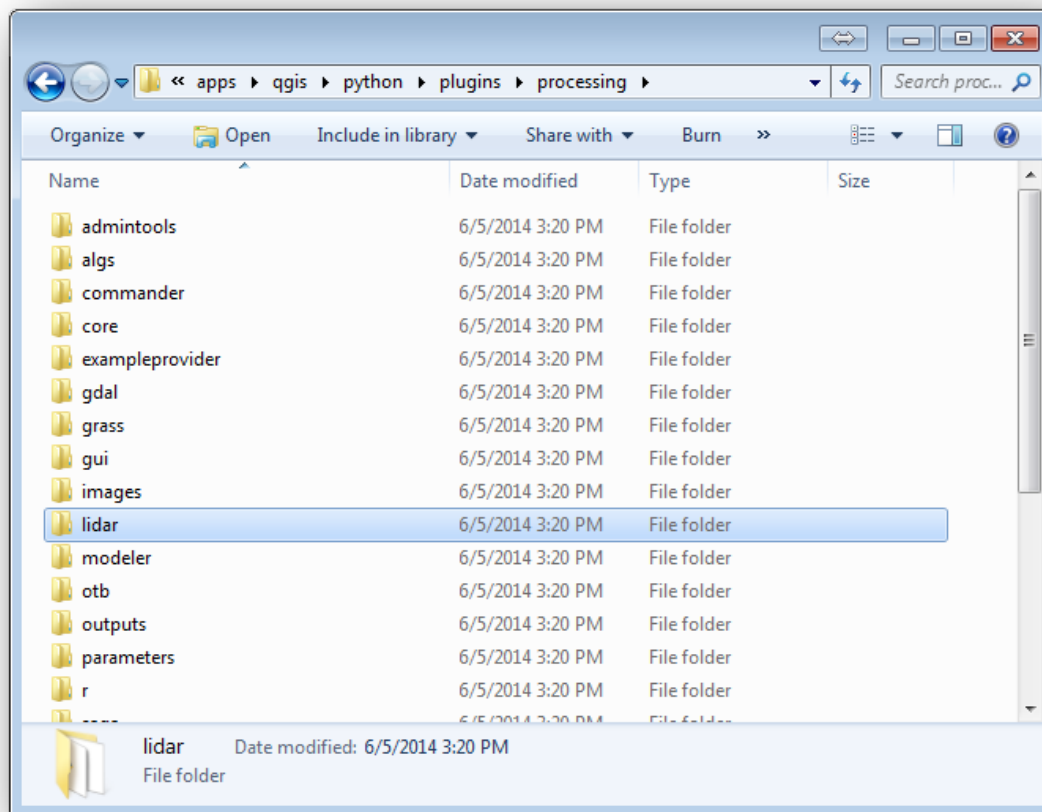 « apps qgis python plugins processing Search proc...
Organize Open Include in library Share with Burn »
Name Date modified Type Size
admintools 6/5/2014 3:20 PM File folder
algs 6/5/2014 3:20 PM File folder
commander 6/5/2014 3:20 PM File folder
core 6/5/2014 3:20 PM File folder
exampleprovider 6/5/2014 3:20 PM File folder
gdal 6/5/2014 3:20 PM File folder
grass 6/5/2014 3:20 PM File folder
gui 6/5/2014 3:20 PM File folder
images 6/5/2014 3:20 PM File folder
lidar 6/5/2014 3:20 PM File folder
modeler 6/5/2014 3:20 PM File folder
otb 6/5/2014 3:20 PM File folder
outputs 6/5/2014 3:20 PM File folder
parameters 6/5/2014 3:20 PM File folder
r 6/5/2014 3:20 PM File folder
6/5/2014 3:20 PM File folder
lidar Date modified: 6/5/2014 3:20 PM
File folder